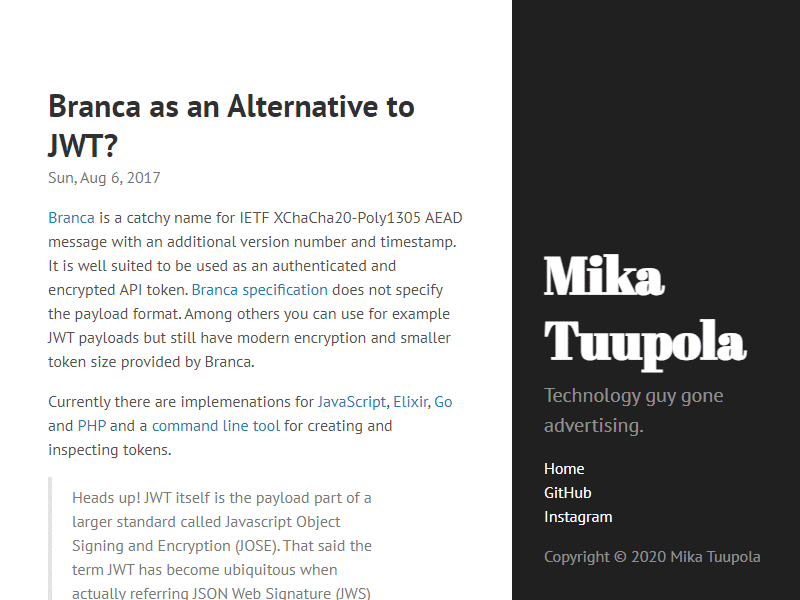 Branca as an Alternative to
JWT?
Sun, Aug 6, 2017
Branca is a catchy name for IETF XChaCha20-Poly1305 AEAD
message with an additional version number and timestamp.
It is well suited to be used as an authenticated and
encrypted API token. Branca specification does not specify
the payload format. Among others you can use for example
JWT payloads but still have modern encryption and smaller
token size provided by Branca.
Currently there are implemenations for JavaScript, Elixir, Go
and PHP and a command line tool for creating and
inspecting tokens.
Heads up! JWT itself is the payload part of a
larger standard called Javascript Object
Signing and Encryption (JOSE). That said the
term JWT has become ubiquitous when
actually referring JSON Web Signature (JWS)
Mika
Tuupola
Technology guy gone
advertising.
Home
GitHub
Instagram
Copyright © 2020 Mika Tuupola